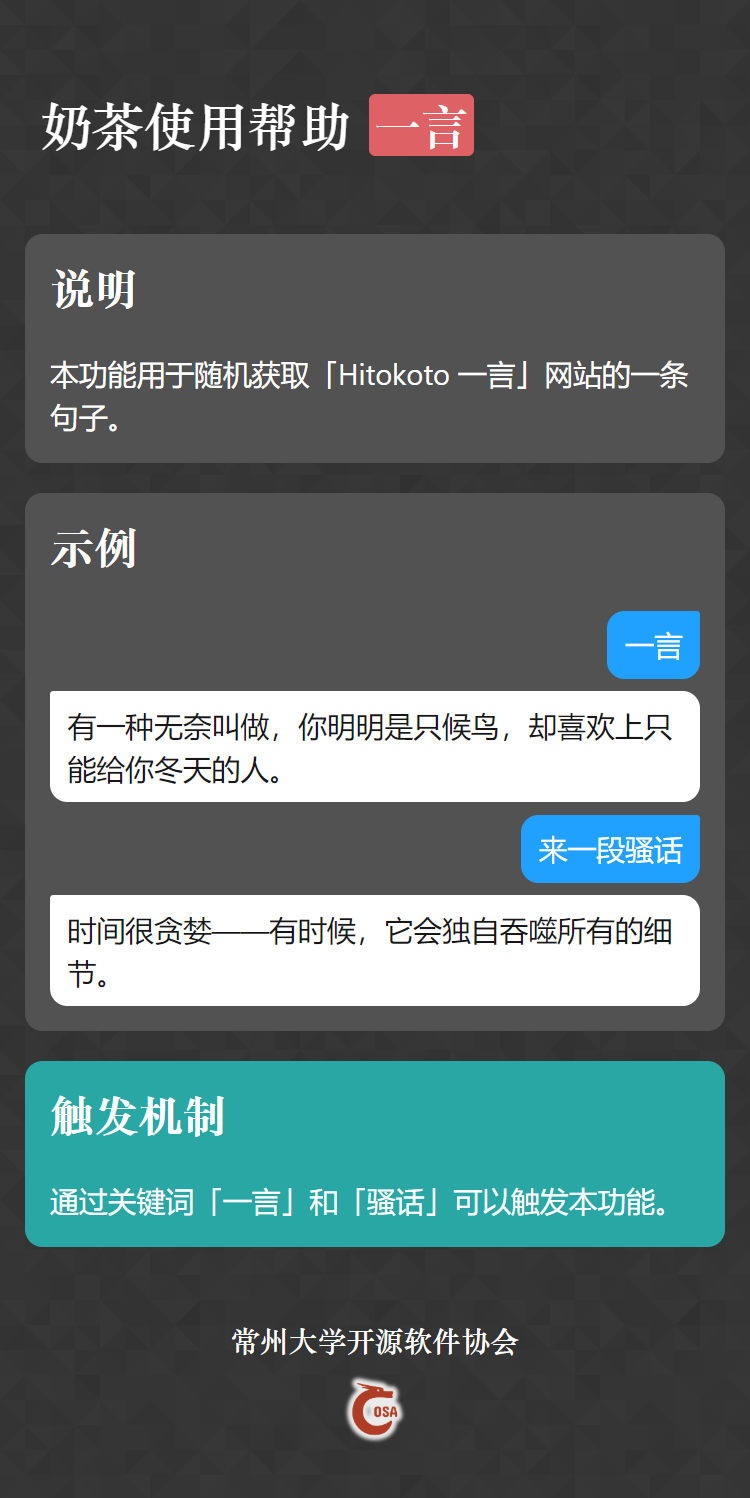 奶茶使用帮助 一言
说明
本功能用于随机获取「Hitokoto 一言」网站的一条
句子。
示例
一言
有一种无奈叫做，你明明是只候鸟，却喜欢上只
能给你冬天的人。
来一段骚话
时间很贪婪——有时候，它会独自吞噬所有的细
节。
触发机制
通过关键词「一言」和「骚话」可以触发本功能。
常州大学开源软件协会
OSA